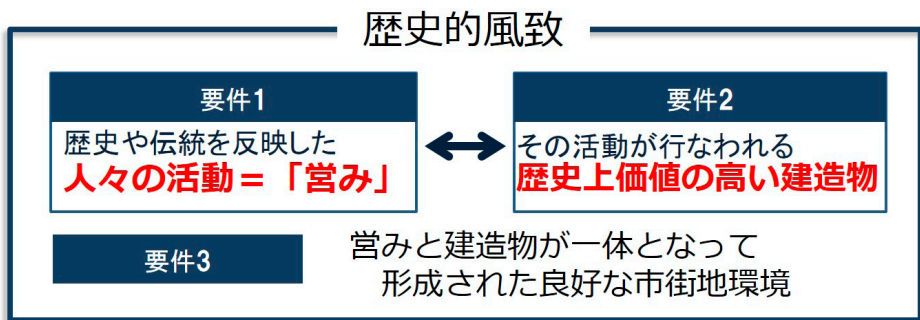 歴史的風致
要件1
歴史や伝統を反映した
人々の活動＝「営み」
要件2
その活動が行なわれる
歴史上価値の高い建造物
要件3
営みと建造物が一体となって
形成された良好な市街地環境